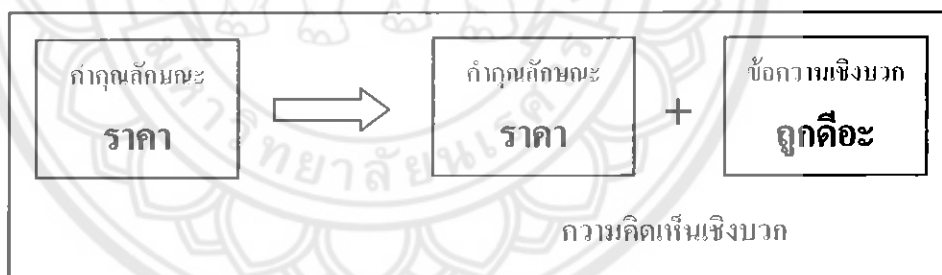 คำคุณลักษณะ
ราคา
คำคุณลักษณะ
ราคา
+
ข้อความเชิงบวก
ถูกดีอะ
ความคิดเห็นเชิงบวก